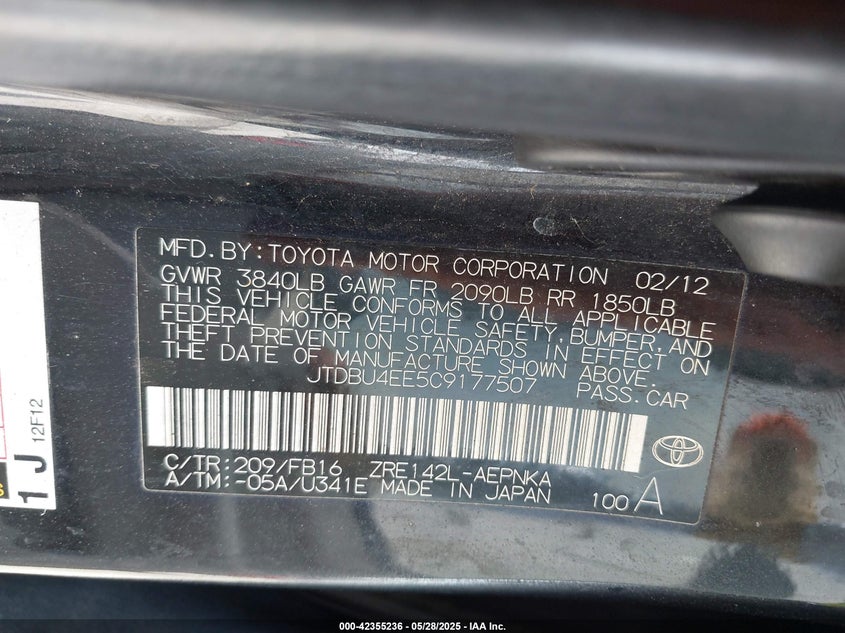 MFD.BY:TOYOTA MOTOR CORPORATION 02/12
GVWR 3840LB GAWR FR 2090LB RR 1850LB
THIS VEHICLE CONFORMS TO ALL APPLICABLE
FEDERAL MOTOR VEHICLE SAFETY,BUMPER,AND
THEFT PREVENTION STANDARDS IN EFFECT ON
THE DATE OF MANUFACTURE SHOWN ABOVE.
JTDBU4EE5C9177507 PASS.CAR
C/TR:209/FB16 ZRE142L-AEPNKA
A/TM:-05A/U341E MADE IN JAPAN
100 A
1J
12F12
000-42355236 - 05/28/2025 - IAA Inc.